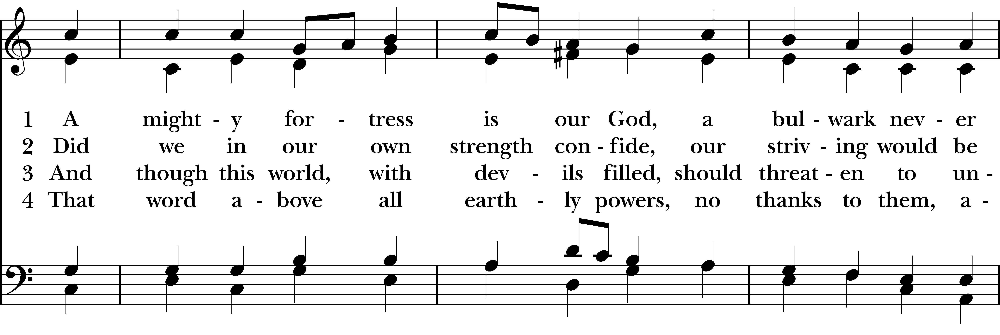 1 A might - y for - tress is our God, a bul - wark nev - er
2 Did we in our own strength con - fide, our striv - ing would be
3 And though this world, with dev - ils filled, should threat - en to un -
4 That word a - bove all earth - ly powers, no thanks to them, a -